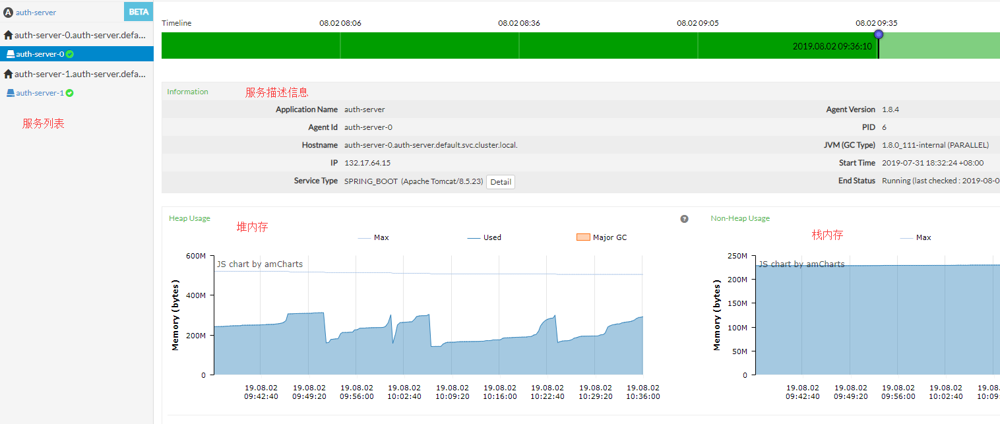 auth-server BETA
auth-server-0.auth-server.defa...
auth-server-0
auth-server-1.auth-server.defa...
auth-server-1
服务列表
Timeline 08.02 08:06 08.02 08:36 08.02 09:05 08.02 09:35
2019.08.02 09:36:10
Information 服务描述信息
Application Name auth-server Agent Version 1.8.4
Agent Id auth-server-0 PID 6
Hostname auth-server-0.auth-server.default.svc.cluster.local. JVM (GC Type) 1.8.0_111-internal (PARALLEL)
IP 132.17.64.15 Start Time 2019-07-31 18:32:24 +08:00
Service Type SPRING_BOOT (Apache Tomcat/8.5.23) Detail End Status Running (last checked : 2019-08-0
Heap Usage ? Non-Heap Usage
堆内存 栈内存
Max Used Major GC Max
JS chart by amCharts JS chart by amCharts
Memory (bytes)
600M
400M
200M
0
19.08.02 19.08.02 19.08.02 19.08.02 19.08.02 19.08.02 19.08.02 19.08.02 19.08.02
09:42:40 09:49:20 09:56:00 10:02:40 10:09:20 10:16:00 10:22:40 10:29:20 10:36:00
Memory (bytes)
250M
200M
150M
100M
50M
0
19.08.02 19.08.02 19.08.02 19.08.02 19.08
09:42:40 09:49:20 09:56:00 10:02:40 10:09